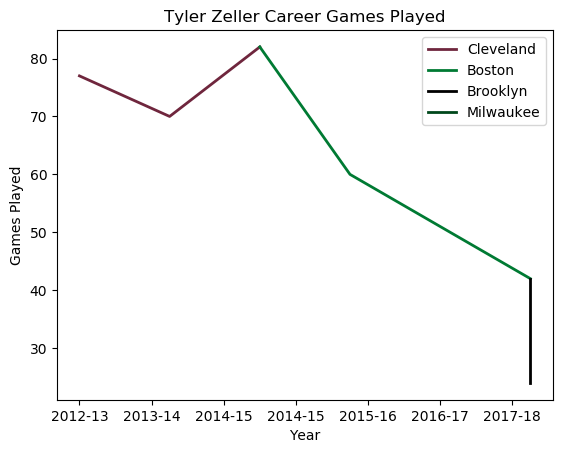 Tyler Zeller Career Games Played
Cleveland
Boston
Brooklyn
Milwaukee
80
70
60
50
40
30
Games Played
2012-13 2013-14 2014-15 2014-15 2015-16 2016-17 2017-18
Year